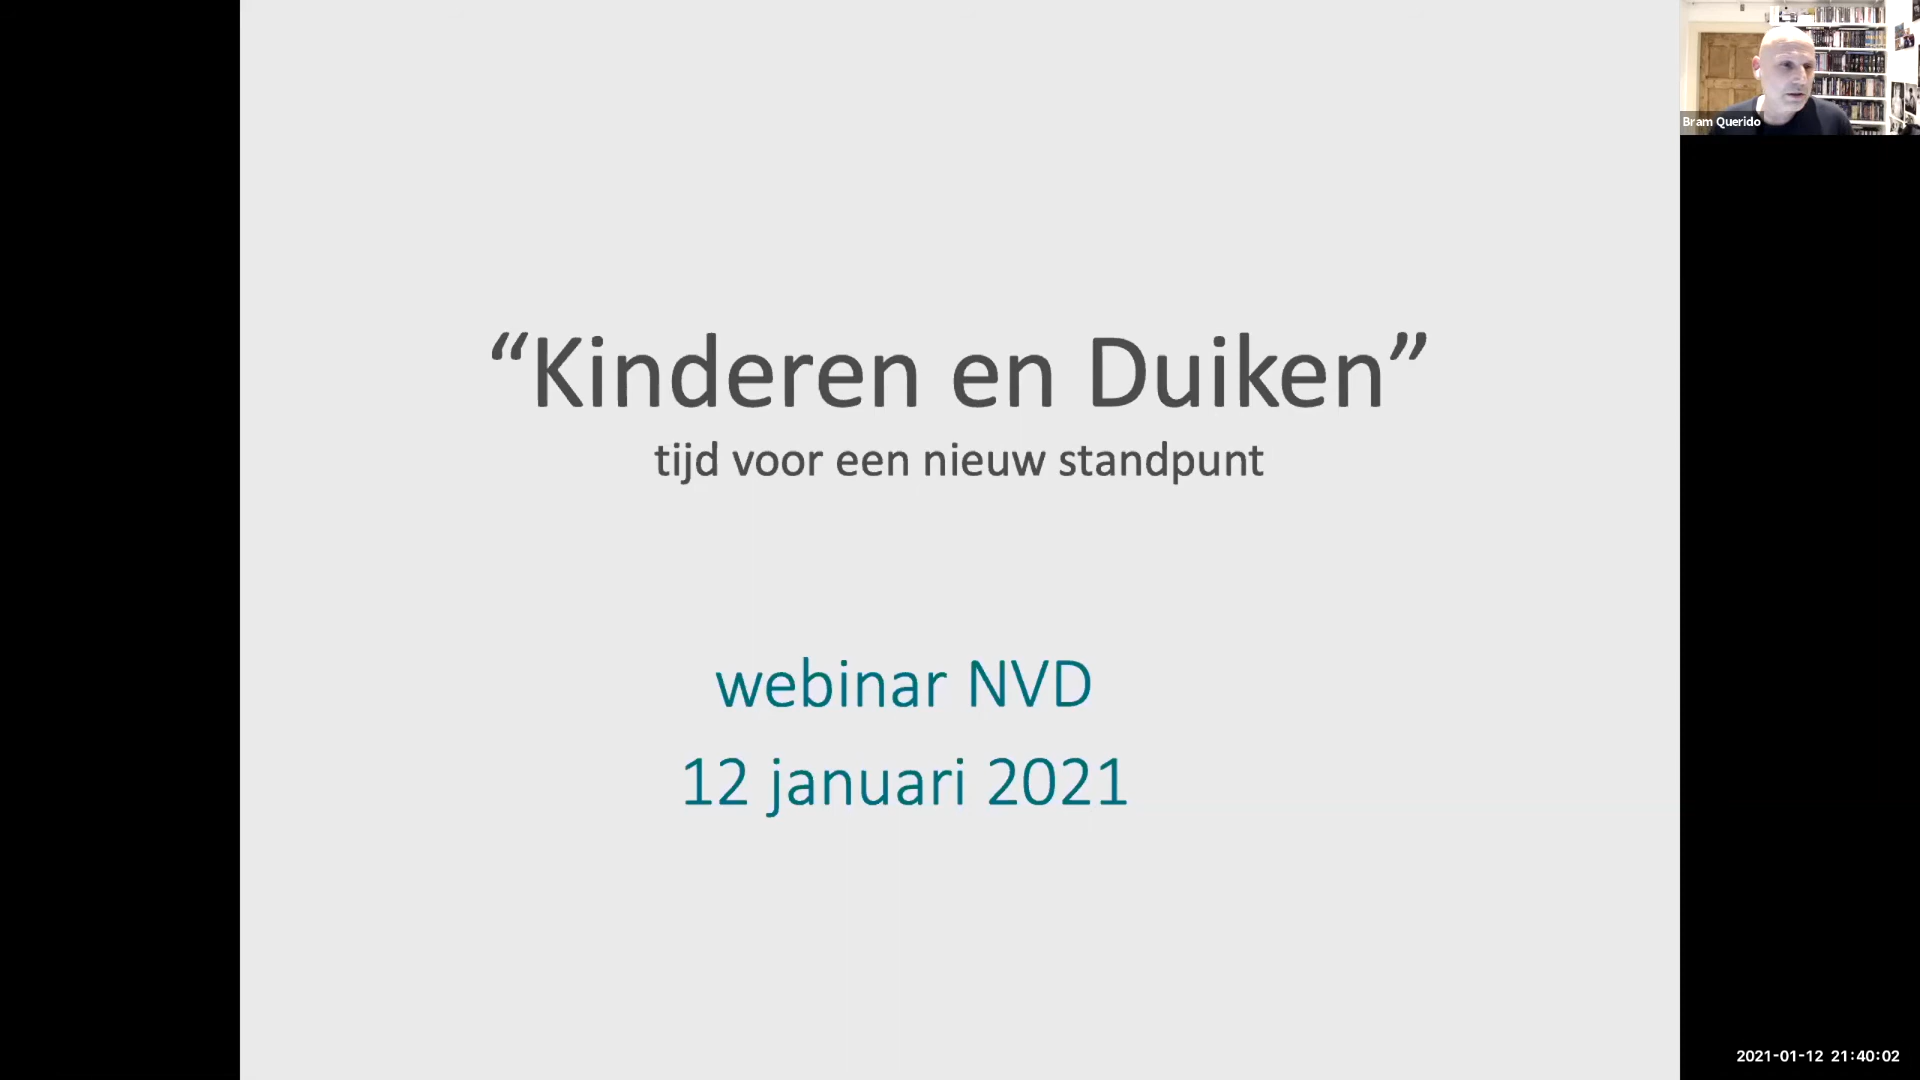 Bram Querido
“Kinderen en Duiken”
tijd voor een nieuw standpunt
webinar NVD
12 januari 2021
2021-01-12 21:40:02